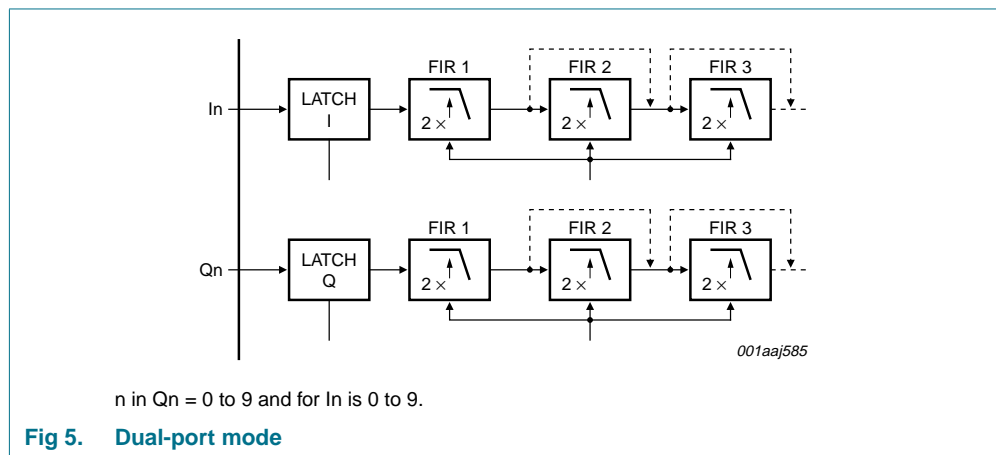 FIR 1 FIR 2 FIR 3
In LATCH I 2 × 2 × 2 ×
FIR 1 FIR 2 FIR 3
Qn LATCH Q 2 × 2 × 2 ×
001aaj585
n in Qn = 0 to 9 and for In is 0 to 9.
Fig 5. Dual-port mode